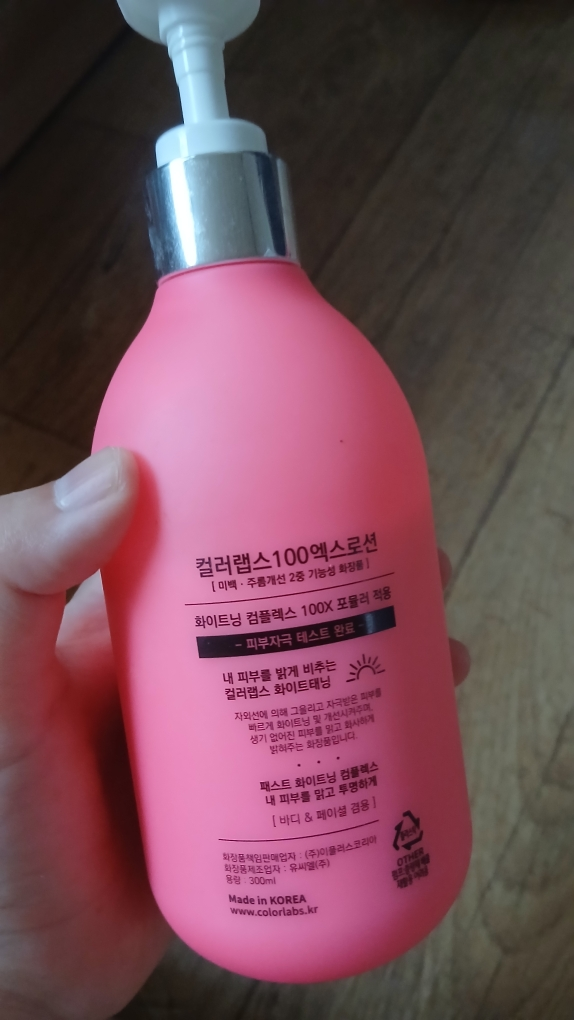 컬러랩스100엑스로션
[ 미백 · 주름개선 2중 기능성 화장품 ]
화이트닝 컴플렉스 100X 포뮬러 적용
- 피부자극 테스트 완료 -
내 피부를 밝게 비추는
컬러랩스 화이트태닝
자외선에 의해 그을리고 자극받은 피부를
빠르게 화이트닝 및 개선시켜주며,
생기 없어진 피부를 맑고 화사하게
밝혀주는 화장품입니다.
패스트 화이트닝 컴플렉스
내 피부를 맑고 투명하게
[ 바디 & 페이셜 겸용 ]
화장품책임판매업자 : (주)이플러스코리아
화장품제조업자 : 유씨엘(주)
용량 : 300ml
Made in KOREA
www.colorlabs.kr
OTHER